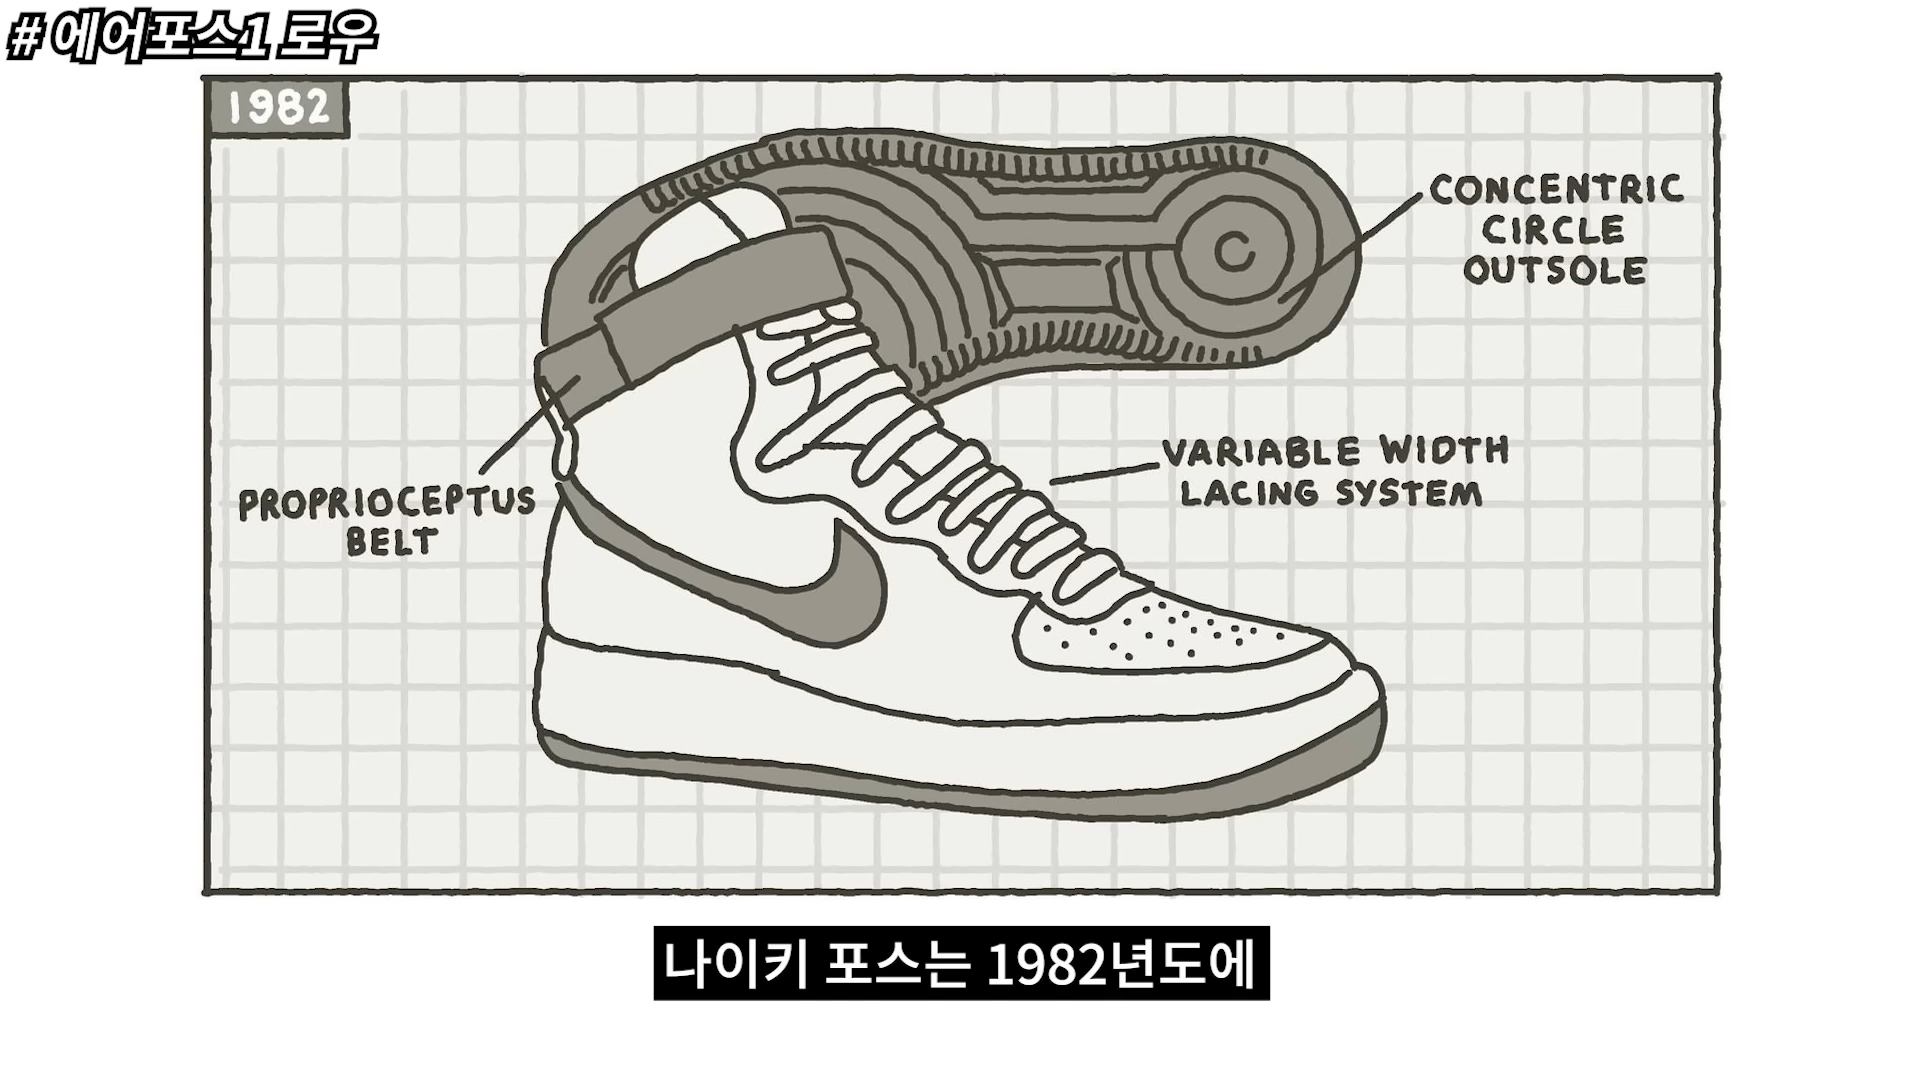 # 에어포스1 로우
1982
CONCENTRIC
CIRCLE
OUTSOLE
VARIABLE WIDTH
LACING SYSTEM
PROPRIOCEPTUS
BELT
나이키 포스는 1982년도에